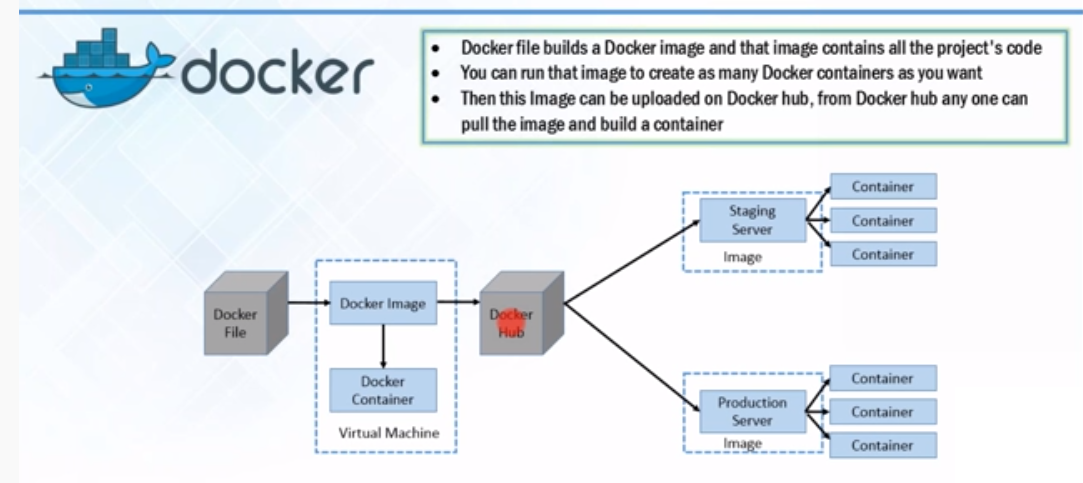 docker
Docker file builds a Docker image and that image contains all the project's code
You can run that image to create as many Docker containers as you want
Then this Image can be uploaded on Docker hub, from Docker hub any one can
pull the image and build a container
Docker
File
Docker Image
Docker
Container
Virtual Machine
Docker
Hub
Staging
Server
Image
Container
Container
Container
Production
Server
Image
Container
Container
Container